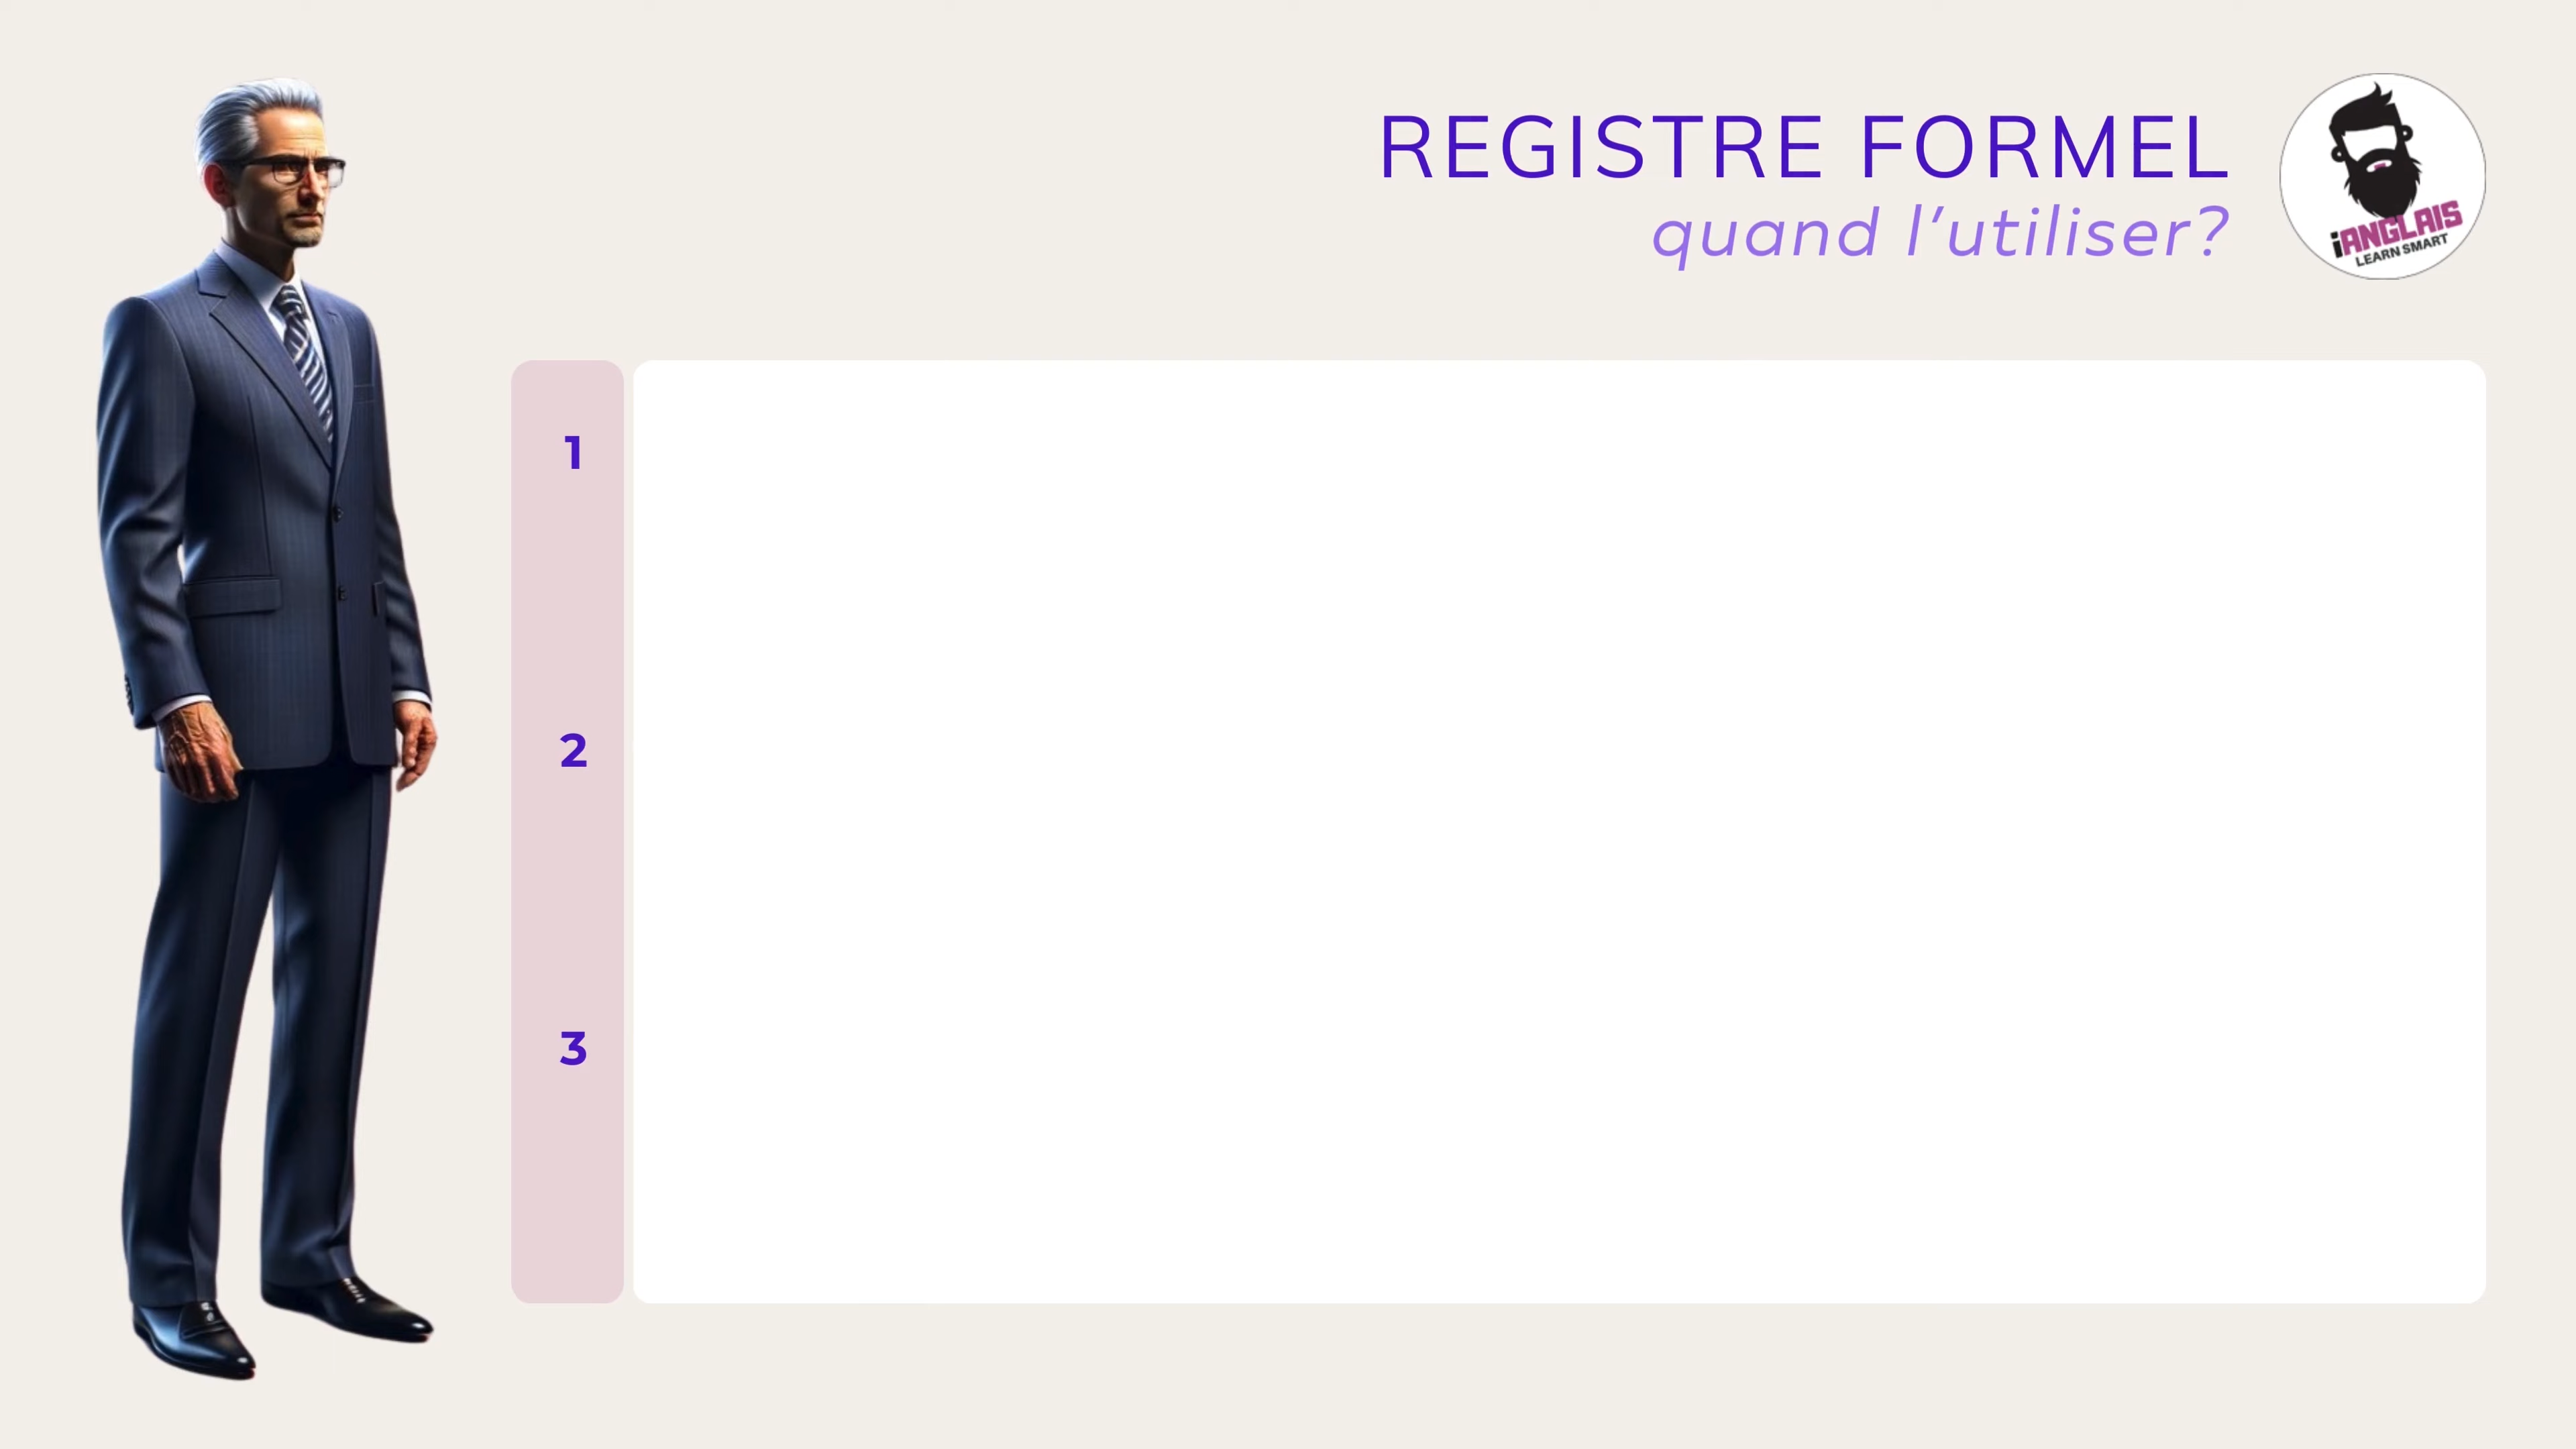 REGISTRE FORMEL
quand l’utiliser?
iANGLAIS
LEARN SMART
1
2
3